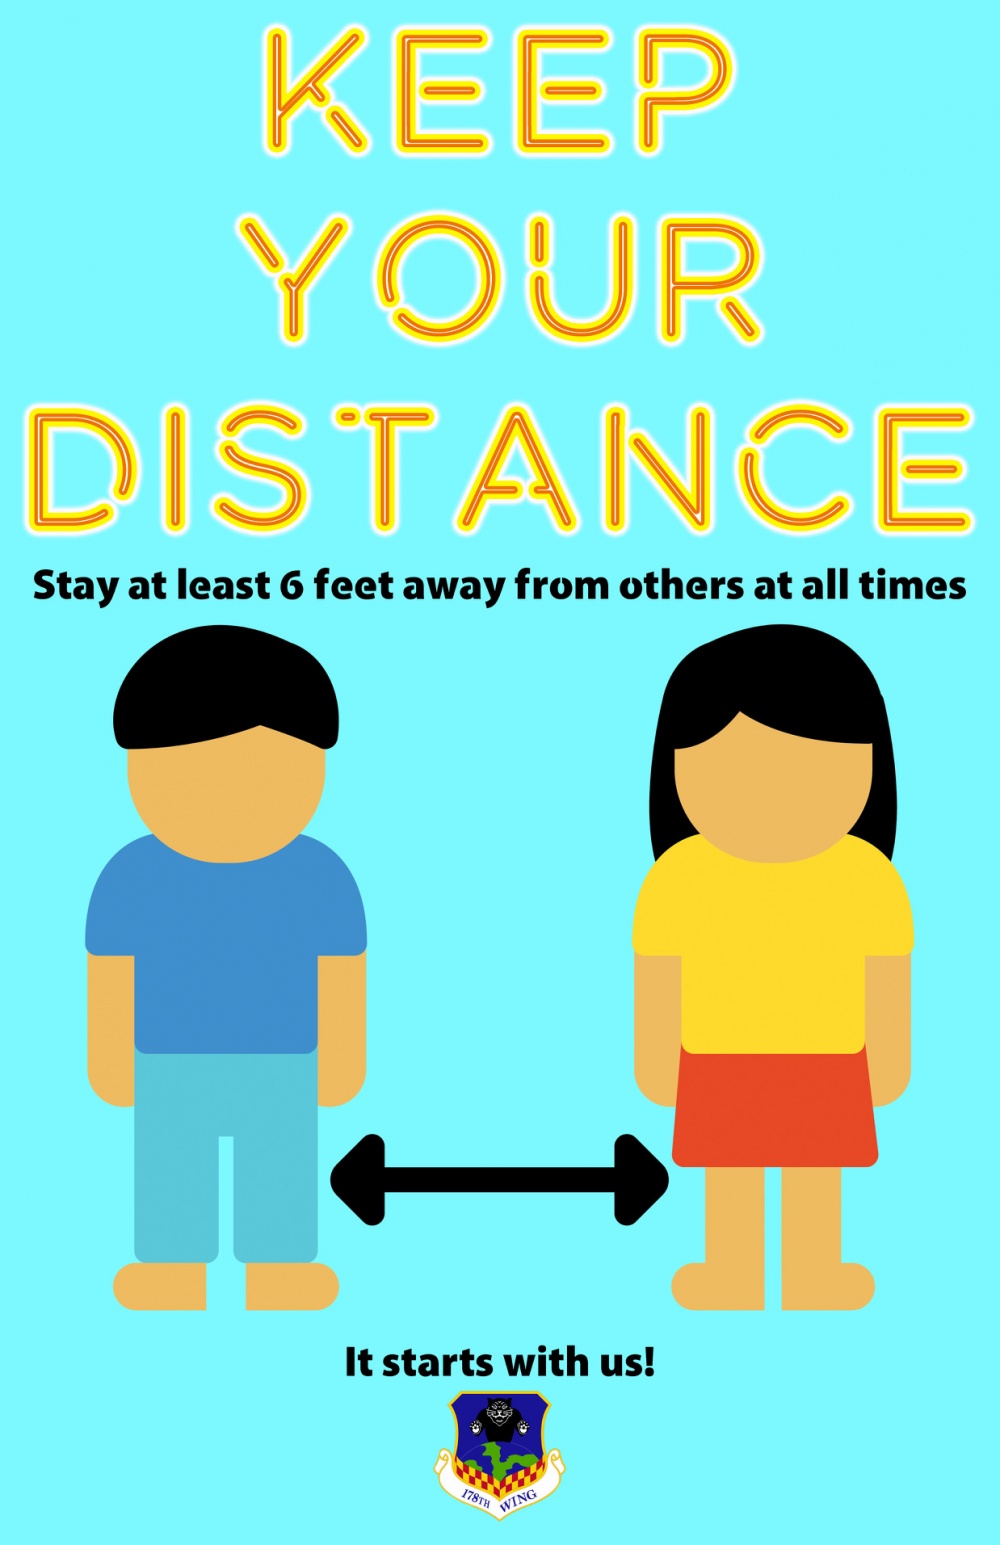 KEEP
YOUR
DISTANCE
Stay at least 6 feet away from others at all times
It starts with us!
178TH WING